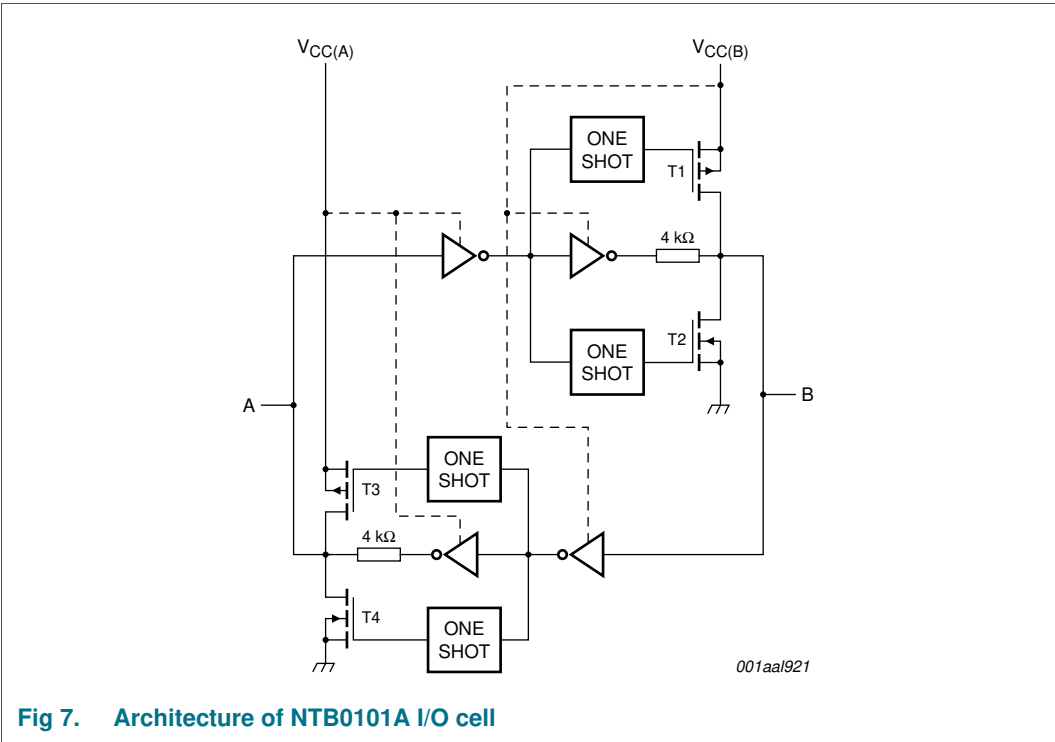 VCC(A)
VCC(B)
ONE
SHOT
T1
4 kΩ
ONE
SHOT
T2
A
B
ONE
SHOT
T3
4 kΩ
T4
ONE
SHOT
001aal921
Fig 7. Architecture of NTB0101A I/O cell